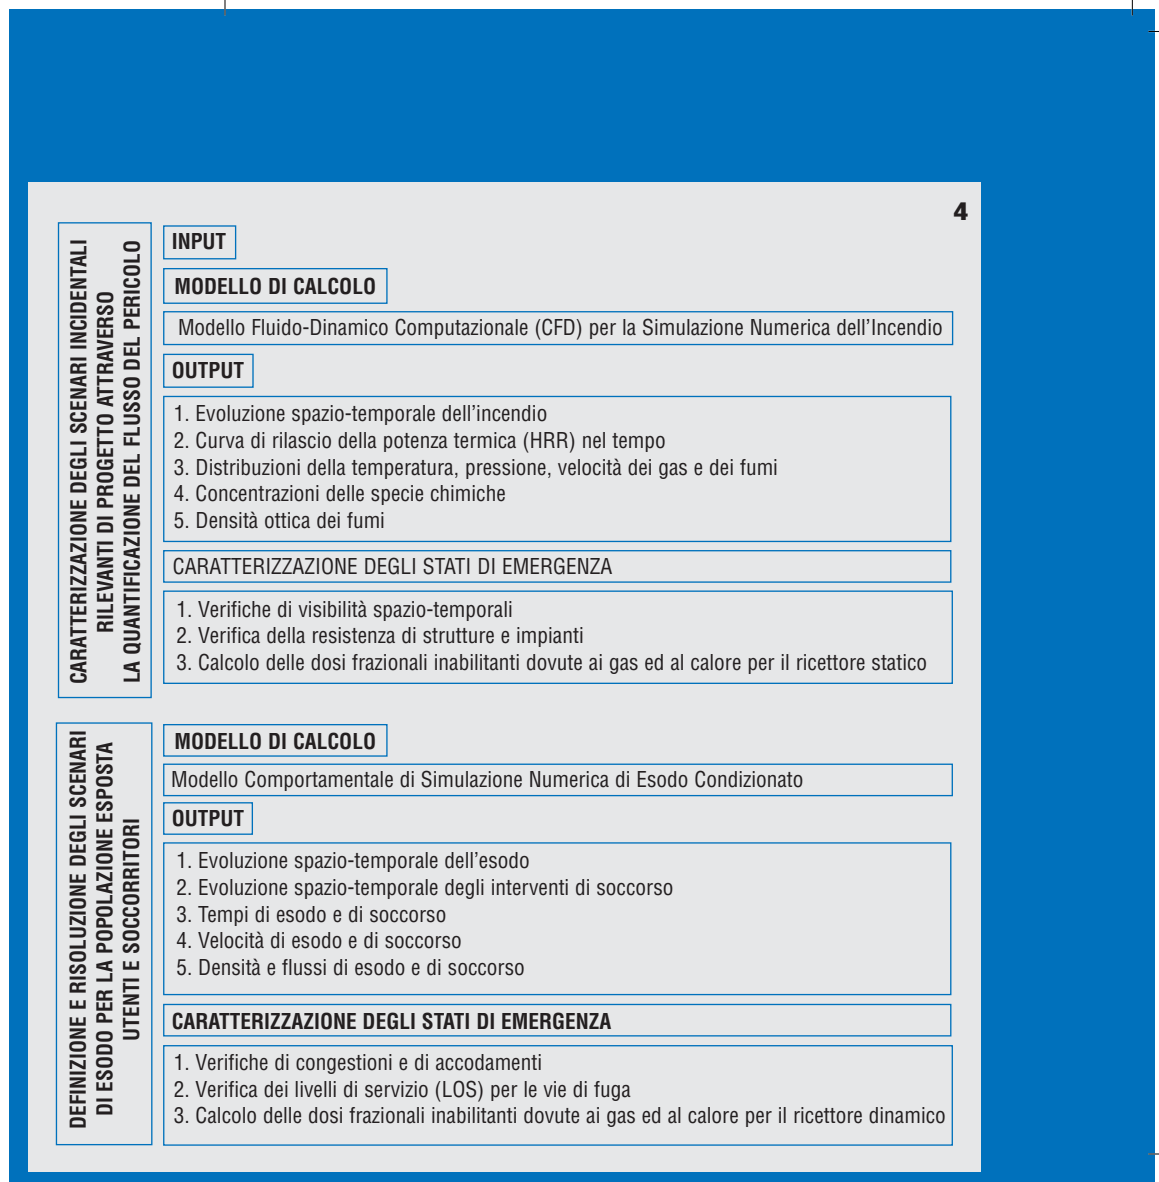 4
CARATTERIZZAZIONE DEGLI SCENARI INCIDENTALI
RILEVANTI DI PROGETTO ATTRAVERSO
LA QUANTIFICAZIONE DEL FLUSSO DEL PERICOLO
INPUT
MODELLO DI CALCOLO
Modello Fluido-Dinamico Computazionale (CFD) per la Simulazione Numerica dell’Incendio
OUTPUT
1. Evoluzione spazio-temporale dell’incendio
2. Curva di rilascio della potenza termica (HRR) nel tempo
3. Distribuzioni della temperatura, pressione, velocità dei gas e dei fumi
4. Concentrazioni delle specie chimiche
5. Densità ottica dei fumi
CARATTERIZZAZIONE DEGLI STATI DI EMERGENZA
1. Verifiche di visibilità spazio-temporali
2. Verifica della resistenza di strutture e impianti
3. Calcolo delle dosi frazionali inabilitanti dovute ai gas ed al calore per il ricettore statico
DEFINIZIONE E RISOLUZIONE DEGLI SCENARI
DI ESODO PER LA POPOLAZIONE ESPOSTA
UTENTI E SOCCORRITORI
MODELLO DI CALCOLO
Modello Comportamentale di Simulazione Numerica di Esodo Condizionato
OUTPUT
1. Evoluzione spazio-temporale dell’esodo
2. Evoluzione spazio-temporale degli interventi di soccorso
3. Tempi di esodo e di soccorso
4. Velocità di esodo e di soccorso
5. Densità e flussi di esodo e di soccorso
CARATTERIZZAZIONE DEGLI STATI DI EMERGENZA
1. Verifiche di congestioni e di accodamenti
2. Verifica dei livelli di servizio (LOS) per le vie di fuga
3. Calcolo delle dosi frazionali inabilitanti dovute ai gas ed al calore per il ricettore dinamico